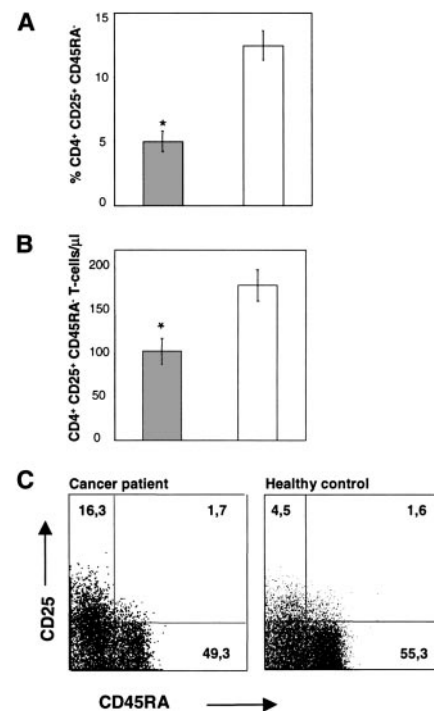 A
% CD4+ CD25+ CD45RA-
15
10
5
0
*
B
CD4+ CD25+ CD45RA- T-cells/µl
200
150
100
50
0
*
C
Cancer patient
Healthy control
16,3 1,7
4,5 1,6
CD25
49,3
55,3
CD45RA